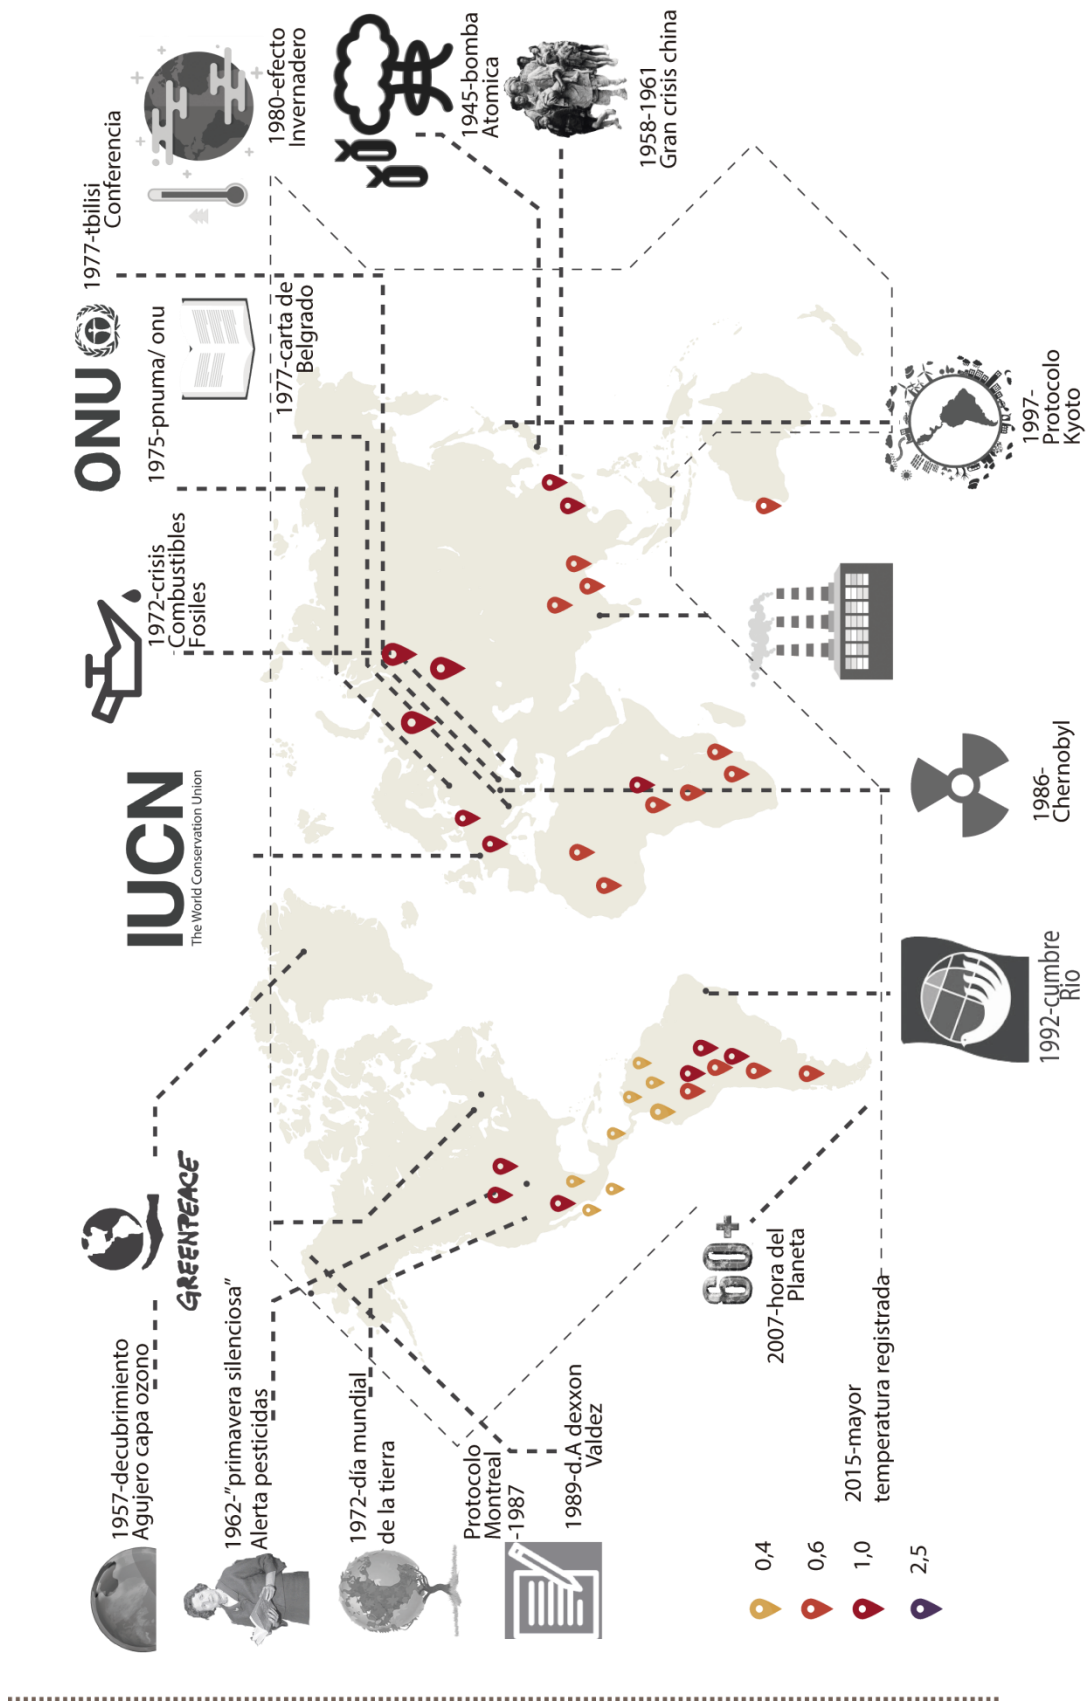 1957-decubrimiento
Agujero capa ozono
1962-"primavera silenciosa"
Alerta pesticidas
1972-día mundial
de la tierra
Protocolo
Montreal
-1987
1989-d.A dexxon
Valdez
GREENPEACE
IUCN
The World Conservation Union
1972-crisis
Combustibles
Fosiles
ONU
1975-pnuma/ onu
1977-tbilisi
Conferencia
1977-carta de
Belgrado
1980-efecto
Invernadero
1945-bomba
Atomica
1958-1961
Gran crisis china
60+
2007-hora del
Planeta
2015-mayor
temperatura registrada
1992-cumbre
Rio
1986-
Chernobyl
1997-
Protocolo
Kyoto
0,4
0,6
1,0
2,5